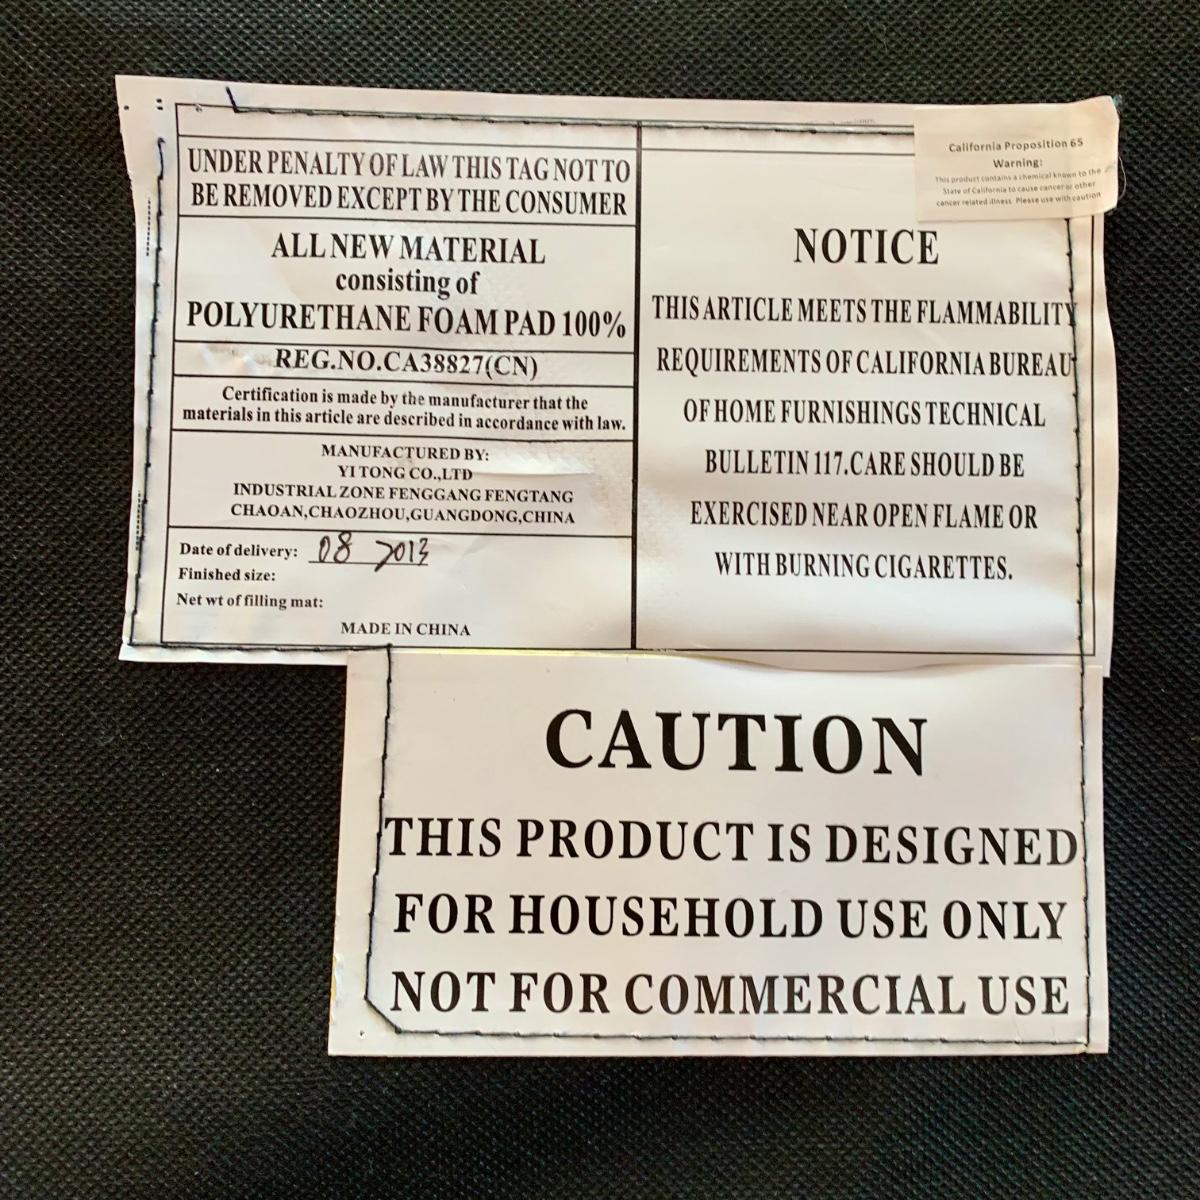 UNDER PENALTY OF LAW THIS TAG NOT TO
BE REMOVED EXCEPT BY THE CONSUMER
ALL NEW MATERIAL
consisting of
POLYURETHANE FOAM PAD 100%
REG.NO.CA38827(CN)
Certification is made by the manufacturer that the
materials in this article are described in accordance with law.
MANUFACTURED BY:
YI TONG CO.,LTD
INDUSTRIAL ZONE FENGGANG FENGTANG
CHAOAN,CHAOZHOU,GUANGDONG,CHINA
Date of delivery: 08 2013
Finished size:
Net wt of filling mat:
MADE IN CHINA
California Proposition 65
Warning:
This product contains a chemical known to the
State of California to cause cancer or other
cancer related illness Please use with caution
NOTICE
THIS ARTICLE MEETS THE FLAMMABILITY
REQUIREMENTS OF CALIFORNIA BUREAU
OF HOME FURNISHINGS TECHNICAL
BULLETIN 117.CARE SHOULD BE
EXERCISED NEAR OPEN FLAME OR
WITH BURNING CIGARETTES.
CAUTION
THIS PRODUCT IS DESIGNED
FOR HOUSEHOLD USE ONLY
NOT FOR COMMERCIAL USE